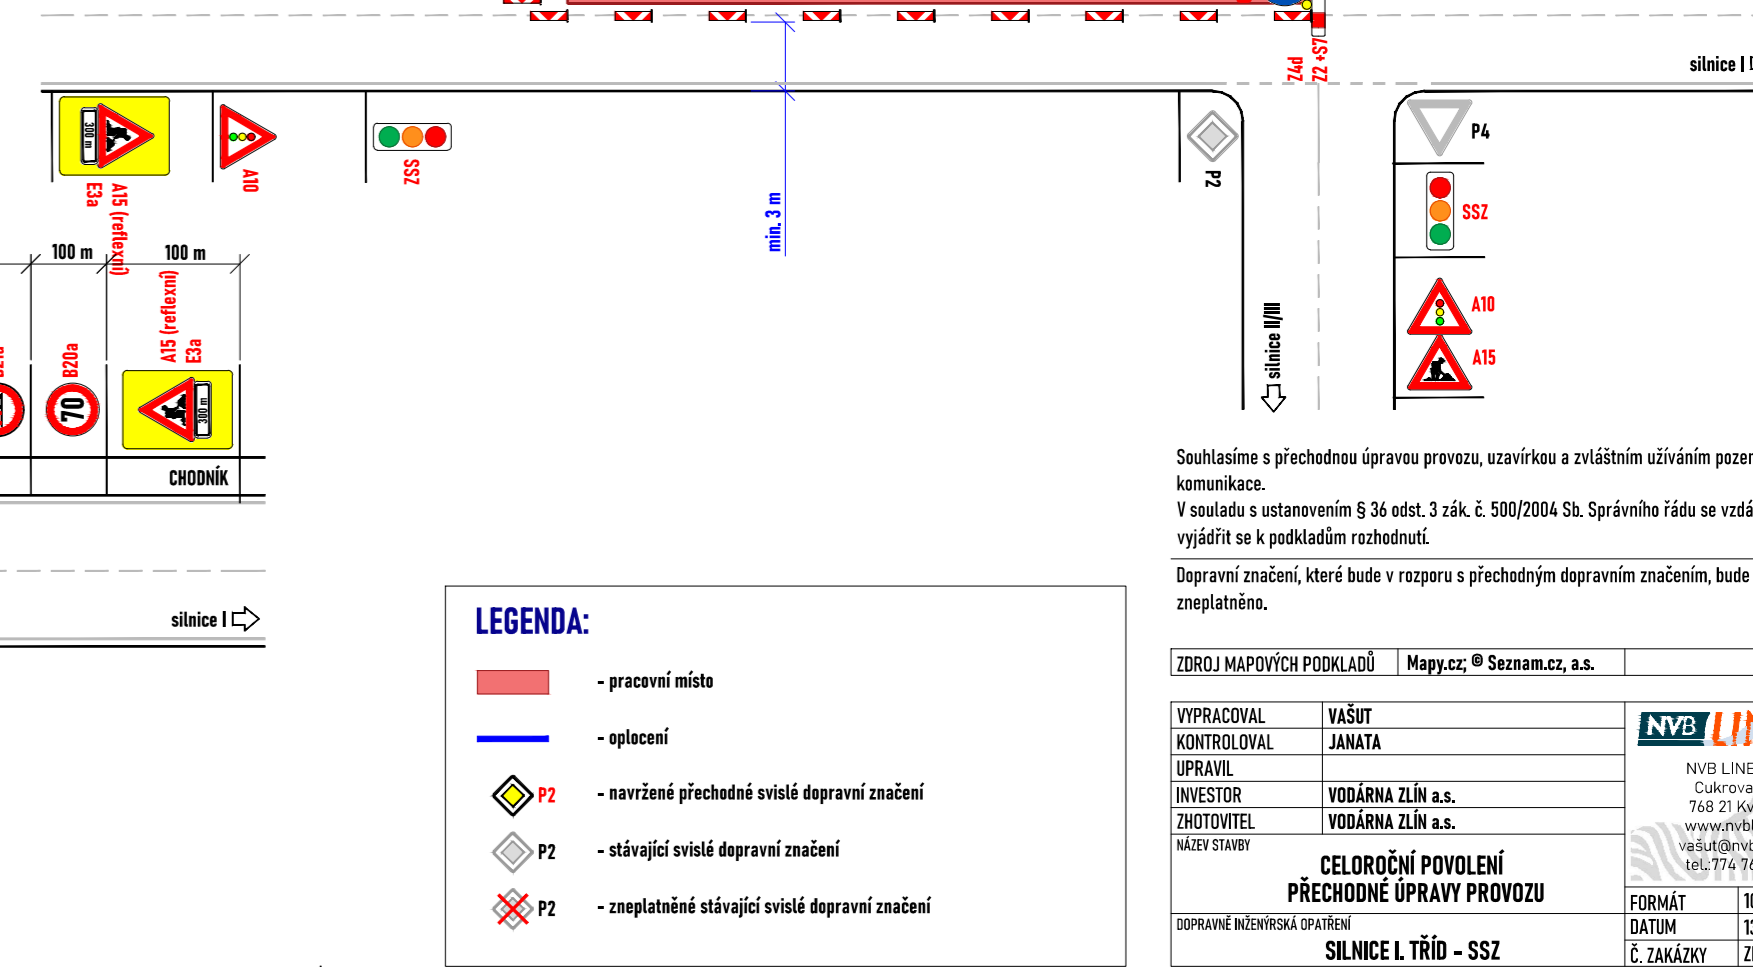 Z4d
Z2 +S7
silnice I
300 m
A15 (reflexní)
E3a
A10
SSZ
min. 3 m
P2
P4
SSZ
A10
A15
silnice II/III
100 m
100 m
B20a
A15 (reflexní)
E3a
70
300 m
CHODNÍK
silnice I
Souhlasíme s přechodnou úpravou provozu, uzavírkou a zvláštním užíváním
komunikace.
V souladu s ustanovením § 36 odst. 3 zák. č. 500/2004 Sb. Správního řádu se
vyjádřit se k podkladům rozhodnutí.
Dopravní značení, které bude v rozporu s přechodným dopravním značením, bude
zneplatněno.
LEGENDA:
- pracovní místo
- oplocení
P2 - navržené přechodné svislé dopravní značení
P2 - stávající svislé dopravní značení
P2 - zneplatněné stávající svislé dopravní značení
ZDROJ MAPOVÝCH PODKLADŮ Mapy.cz; © Seznam.cz, a.s.
VYPRACOVAL VAŠUT
KONTROLOVAL JANATA
UPRAVIL
INVESTOR VODÁRNA ZLÍN a.s.
ZHOTOVITEL VODÁRNA ZLÍN a.s.
NÁZEV STAVBY
CELOROČNÍ POVOLENÍ
PŘECHODNÉ ÚPRAVY PROVOZU
DOPRAVNĚ INŽENÝRSKÁ OPATŘENÍ
SILNICE I. TŘÍD - SSZ
NVB
NVB LINE
768 21
tel.:774
FORMÁT
DATUM
Č. ZAKÁZKY